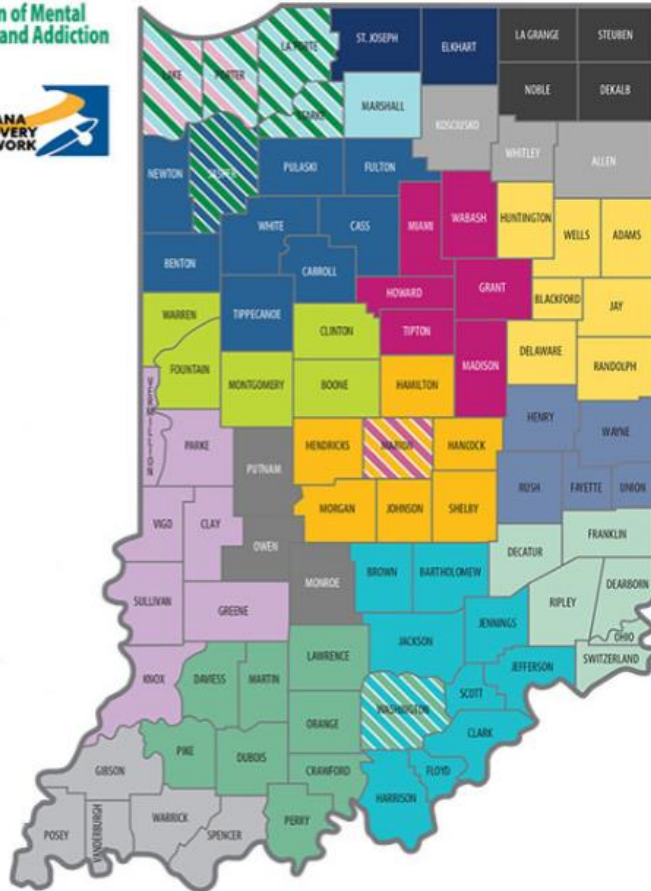 n of Mental
and Addiction
ANA
VERY
WORK
LAKE
PORTER
LA PORTE
ST. JOSEPH
ELKHART
LA GRANGE
STEUBEN
STARKE
MARSHALL
NOBLE
DEKALB
KOSCIUSKO
WHITLEY
ALLEN
NEWTON
JASPER
PULASKI
FULTON
MIAMI
WABASH
HUNTINGTON
WELLS
ADAMS
WHITE
CASS
BENTON
CARROLL
HOWARD
GRANT
BLACKFORD
JAY
WARREN
TIPPECANOE
CLINTON
TIPTON
MADISON
DELAWARE
RANDOLPH
FOUNTAIN
MONTGOMERY
BOONE
HAMILTON
VERMILLION
PARKE
PUTNAM
HENDRICKS
MARION
HANCOCK
HENRY
WAYNE
VIGO
CLAY
OWEN
MORGAN
JOHNSON
SHELBY
RUSH
FAYETTE
UNION
DECATUR
FRANKLIN
SULLIVAN
GREENE
MONROE
BROWN
BARTHOLOMEW
RIPLEY
DEARBORN
OHIO
SWITZERLAND
JENNINGS
JACKSON
LAWRENCE
KNOX
DAVIESS
MARTIN
SCOTT
JEFFERSON
WASHINGTON
ORANGE
CLARK
PIKE
DUBOIS
CRAWFORD
FLOYD
HARRISON
GIBSON
PERRY
POSEY
VANDERBURGH
WARRICK
SPENCER